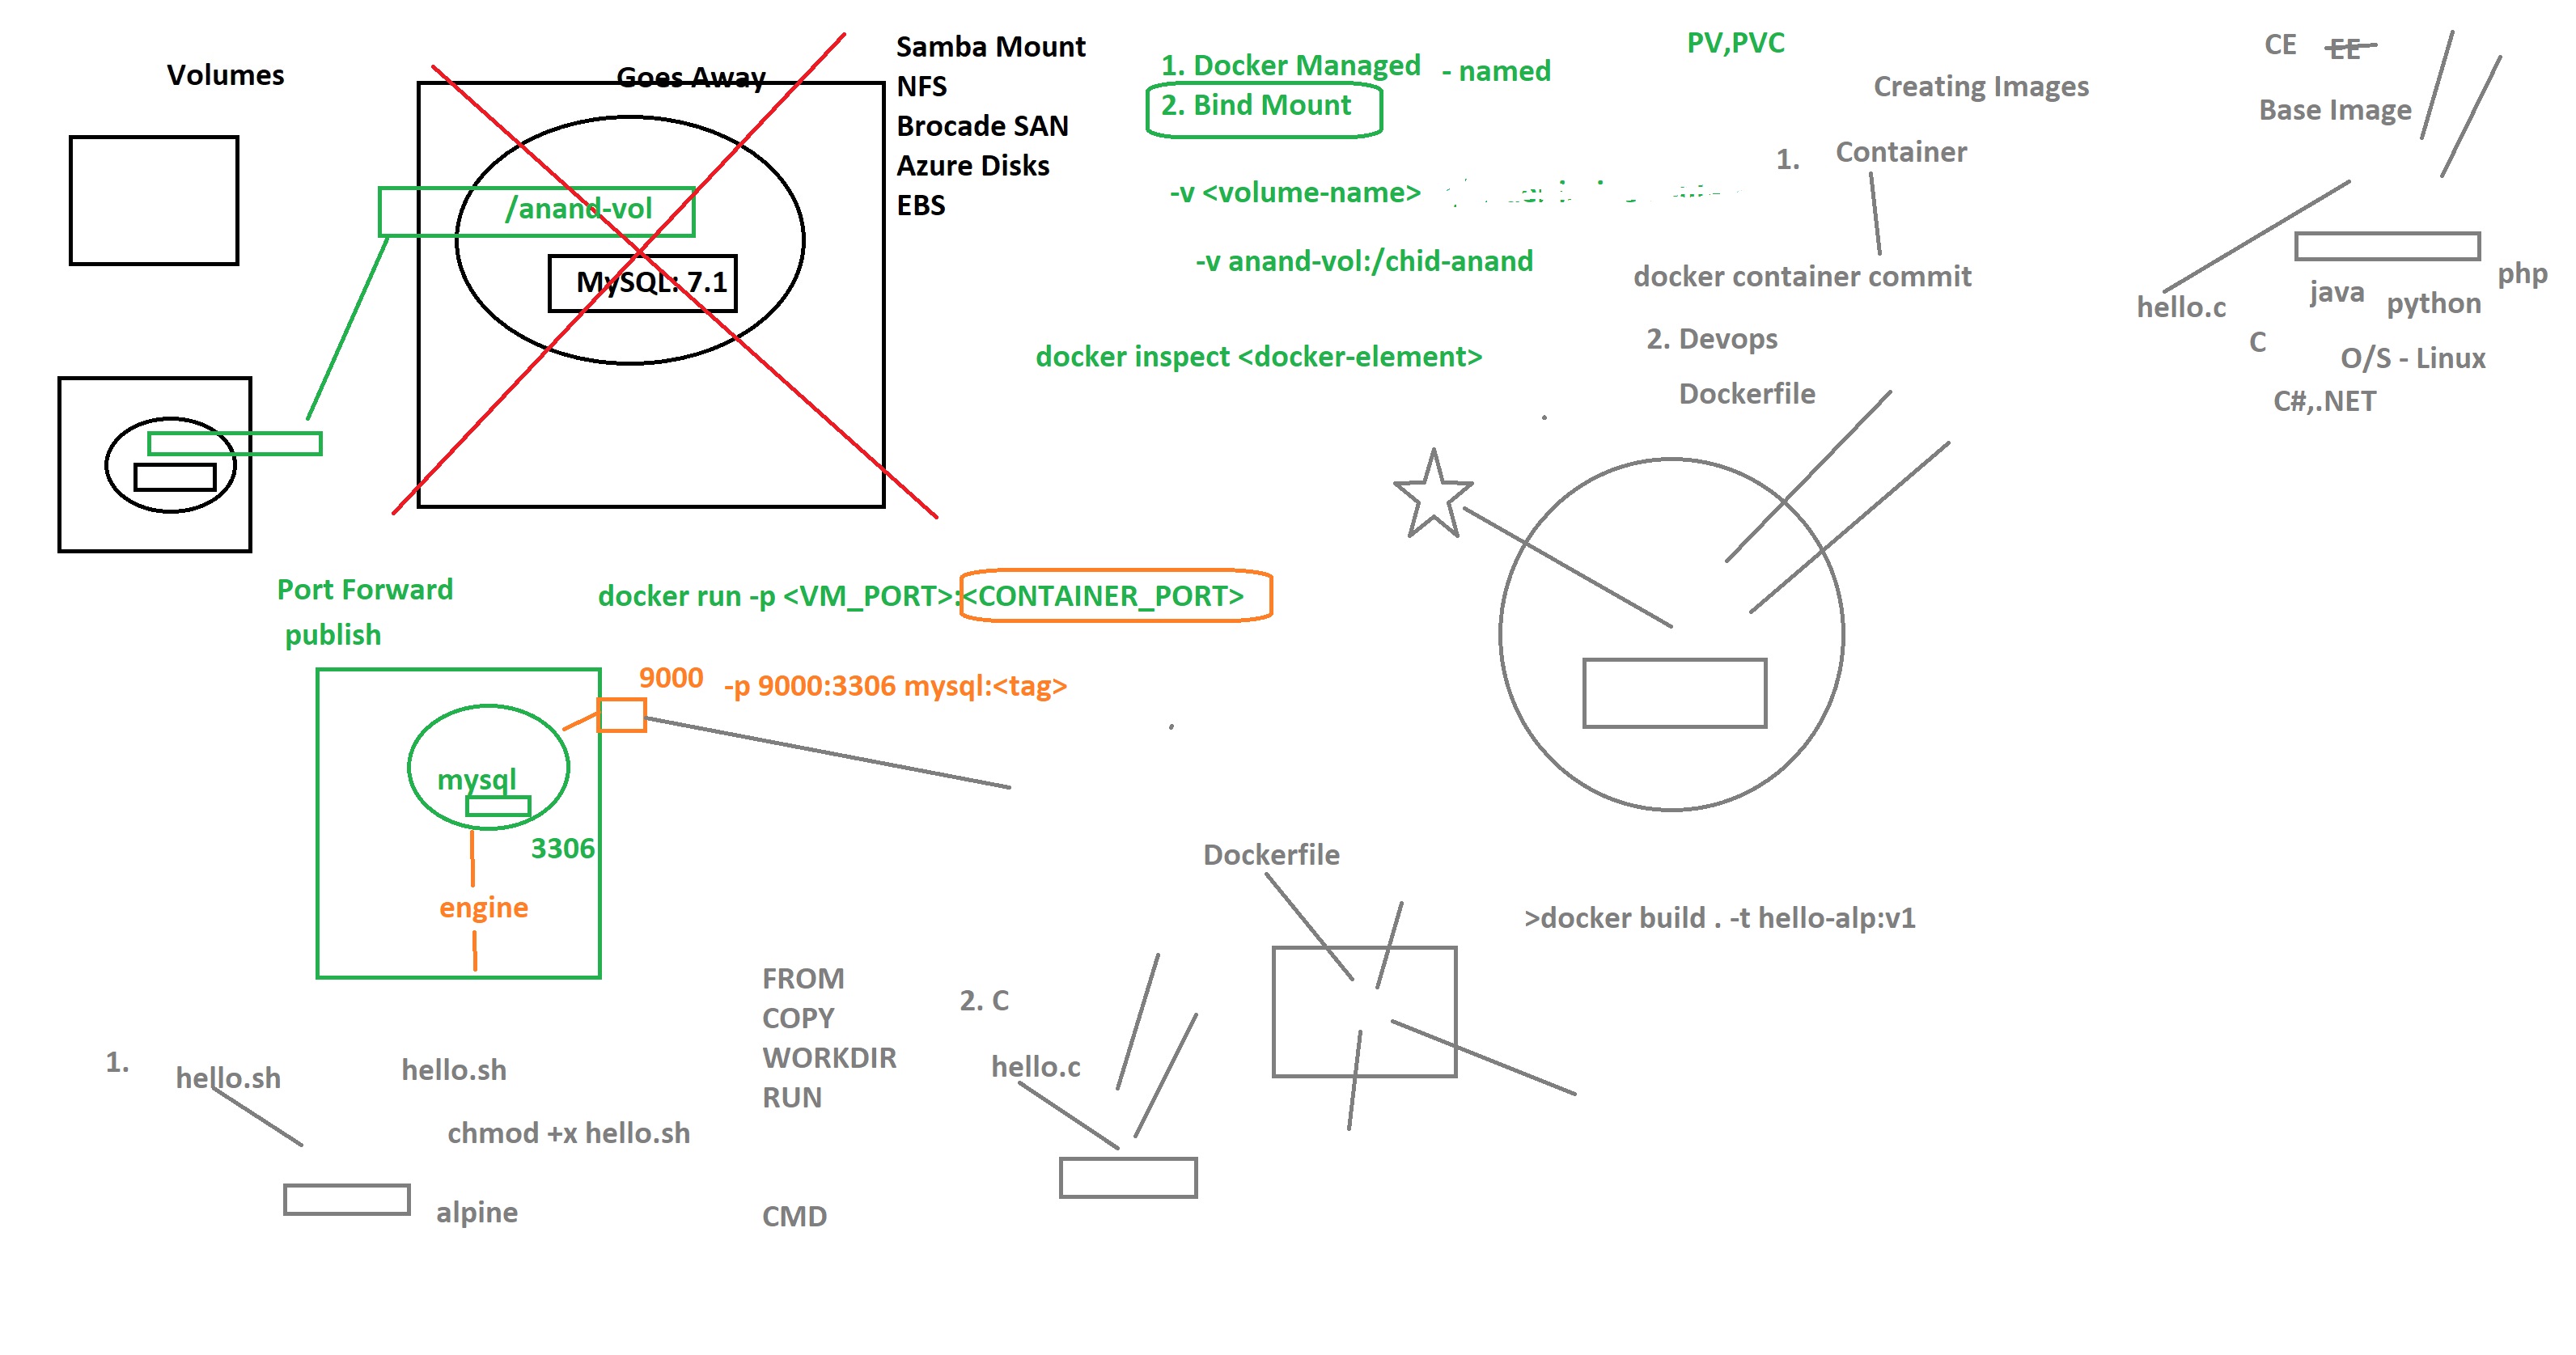 Volumes
Goes Away
/anand-vol
MySQL: 7.1
Samba Mount
NFS
Brocade SAN
Azure Disks
EBS
1. Docker Managed - named
2. Bind Mount
-v <volume-name>
-v anand-vol:/chid-anand
docker inspect <docker-element>
PV,PVC
Creating Images
1. Container
docker container commit
2. Devops
Dockerfile
CE EE
Base Image
hello.c
java
python
php
C
O/S - Linux
C#,.NET
Port Forward
publish
docker run -p <VM_PORT>:<CONTAINER_PORT>
9000
-p 9000:3306 mysql:<tag>
mysql
3306
engine
Dockerfile
>docker build . -t hello-alp:v1
1.
hello.sh
hello.sh
chmod +x hello.sh
alpine
FROM
COPY
WORKDIR
RUN
CMD
2. C
hello.c